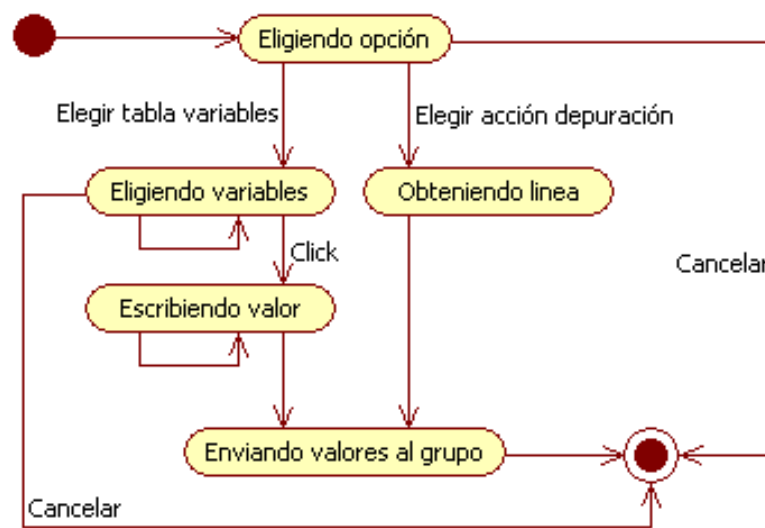 Eligiendo opción
Elegir tabla variables
Elegir acción depuración
Eligiendo variables
Obteniendo linea
Click
Cancelar
Escribiendo valor
Enviando valores al grupo
Cancelar